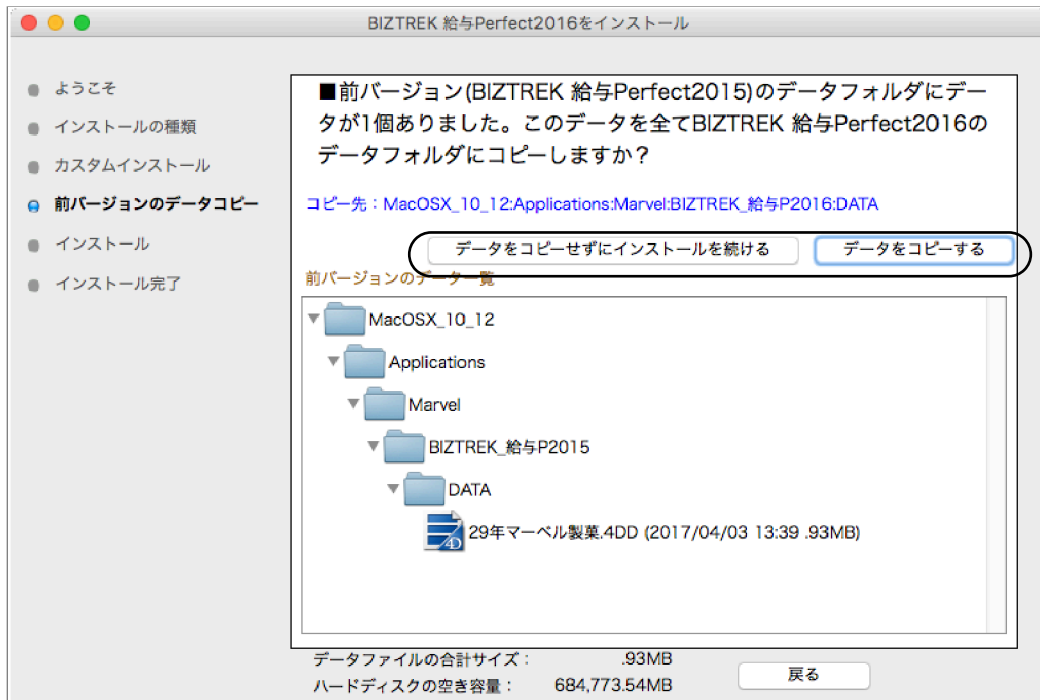 BIZTREK 給与Perfect2016をインストール
ようこそ
インストールの種類
カスタムインストール
前バージョンのデータコピー
インストール
インストール完了
■前バージョン(BIZTREK 給与Perfect2015)のデータフォルダにデー
タが1個ありました。このデータを全てBIZTREK 給与Perfect2016の
データフォルダにコピーしますか？
コピー先：MacOSX_10_12:Applications:Marvel:BIZTREK_給与P2016:DATA
データをコピーせずにインストールを続ける データをコピーする
前バージョンのデータ一覧
MacOSX_10_12
Applications
Marvel
BIZTREK_給与P2015
DATA
29年マーベル製菓.4DD (2017/04/03 13:39 .93MB)
データファイルの合計サイズ： .93MB
ハードディスクの空き容量： 684,773.54MB
戻る